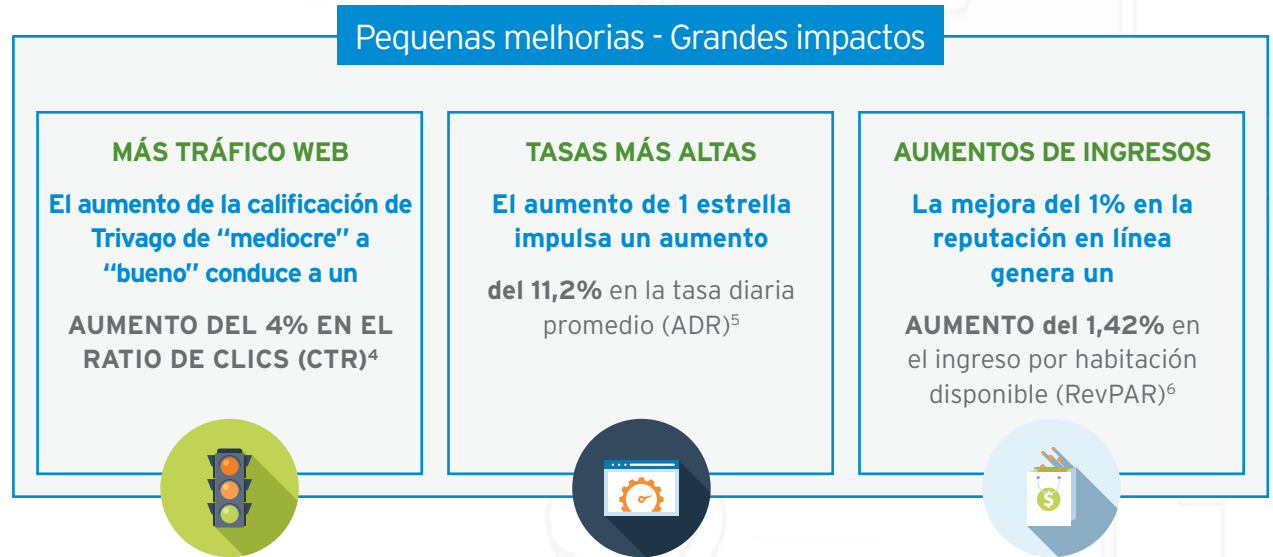 Pequenas melhorias - Grandes impactos
MÁS TRÁFICO WEB
El aumento de la calificación de
Trivago de “mediocre” a
“bueno” conduce a un
AUMENTO DEL 4% EN EL
RATIO DE CLICS (CTR)⁴
TASAS MÁS ALTAS
El aumento de 1 estrella
impulsa un aumento
del 11,2% en la tasa diaria
promedio (ADR)⁵
AUMENTOS DE INGRESOS
La mejora del 1% en la
reputación en línea
genera un
AUMENTO del 1,42% en
el ingreso por habitación
disponible (RevPAR)⁶
$